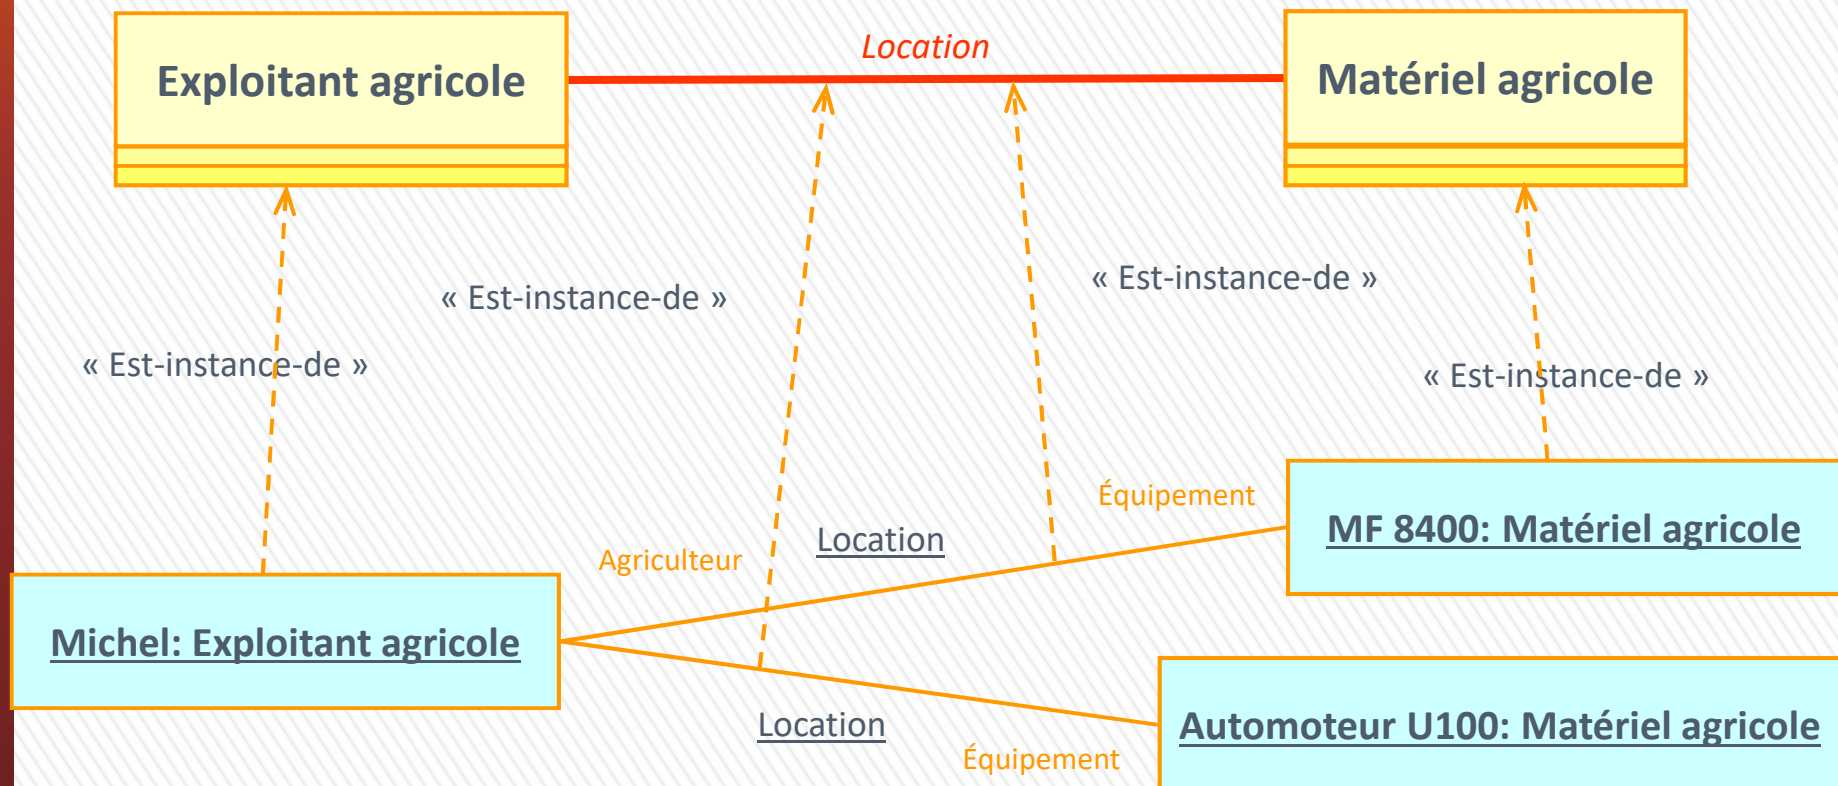 Location
Exploitant agricole
Matériel agricole
« Est-instance-de »
« Est-instance-de »
« Est-instance-de »
« Est-instance-de »
Équipement
MF 8400: Matériel agricole
Location
Agriculteur
Michel: Exploitant agricole
Location
Automoteur U100: Matériel agricole
Équipement